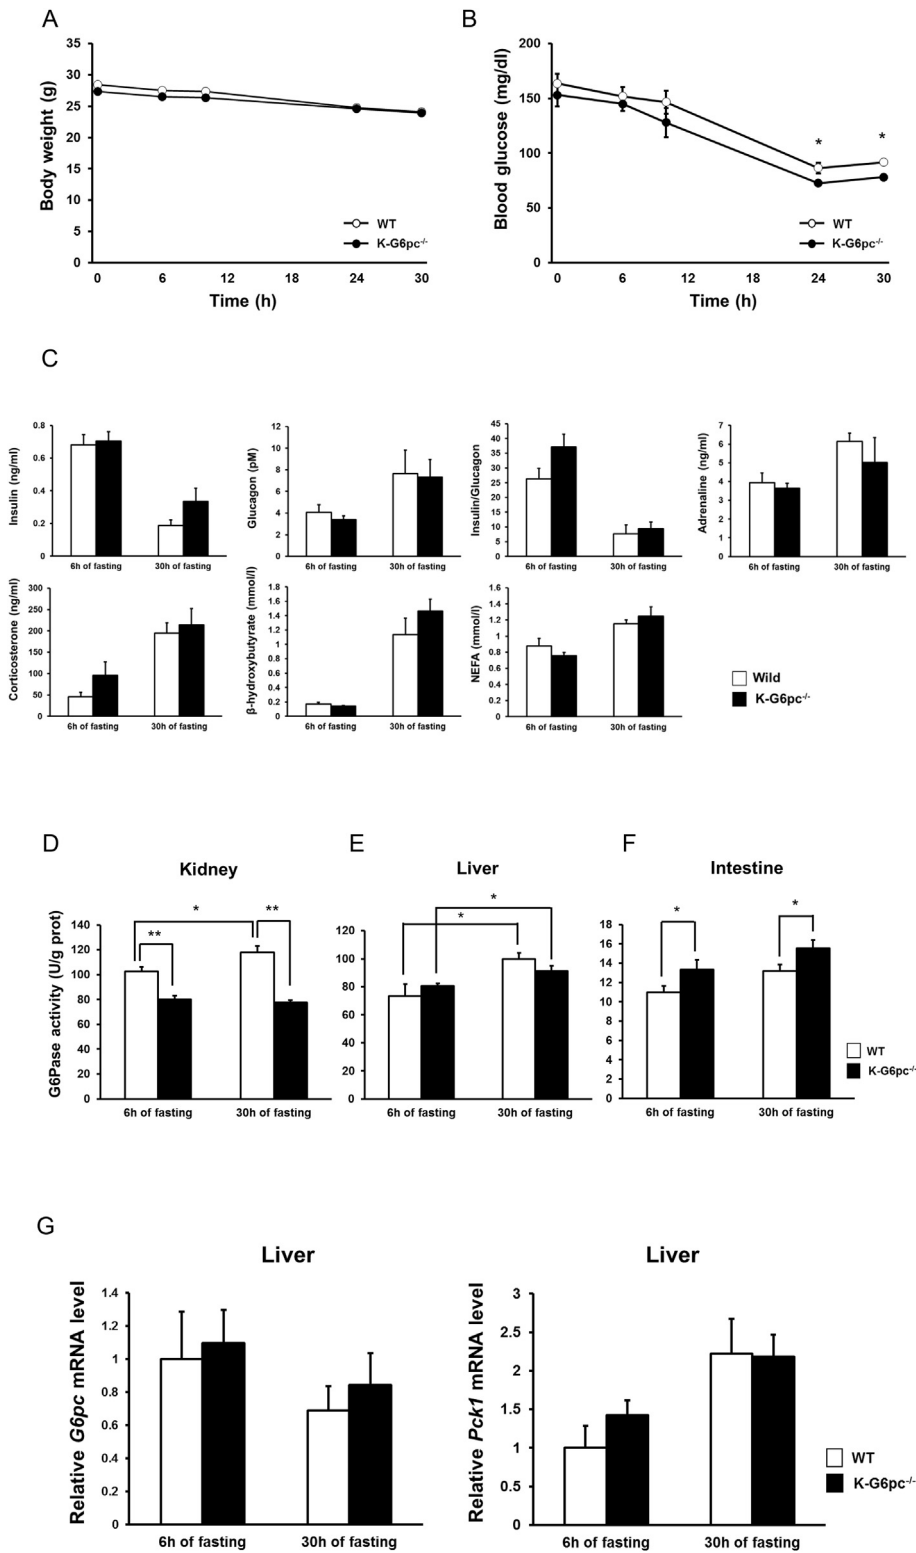 A
B
35
30
25
20
15
10
5
0
Body weight (g)
WT
K-G6pc-/-
0 6 12 18 24 30
Time (h)
200
150
100
50
0
Blood glucose (mg/dl)
* *
WT
K-G6pc-/-
0 6 12 18 24 30
Time (h)
C
0.8
0.6
0.4
0.2
0
Insulin (ng/ml)
6h of fasting 30h of fasting
14
12
10
8
6
4
2
0
Glucagon (pM)
6h of fasting 30h of fasting
45
40
35
30
25
20
15
10
5
0
Insulin/Glucagon
6h of fasting 30h of fasting
7
6
5
4
3
2
1
0
Adrenaline (ng/ml)
6h of fasting 30h of fasting
300
250
200
150
100
50
0
Corticosterone (ng/ml)
6h of fasting 30h of fasting
1.8
1.6
1.4
1.2
1
0.8
0.6
0.4
0.2
0
β-hydroxybutyrate (mmol/l)
6h of fasting 30h of fasting
1.6
1.4
1.2
1
0.8
0.6
0.4
0.2
0
NEFA (mmol/l)
6h of fasting 30h of fasting
Wild
K-G6pc-/-
D
Kidney
140
120
100
80
60
40
20
0
G6Pase activity (U/g prot)
* ** **
6h of fasting 30h of fasting
E
Liver
120
100
80
60
40
20
0
* *
6h of fasting 30h of fasting
F
Intestine
18
16
14
12
10
8
6
4
2
0
* *
6h of fasting 30h of fasting
WT
K-G6pc-/-
G
Liver
1.4
1.2
1
0.8
0.6
0.4
0.2
0
Relative G6pc mRNA level
6h of fasting 30h of fasting
Liver
3
2.5
2
1.5
1
0.5
0
Relative Pck1 mRNA level
6h of fasting 30h of fasting
WT
K-G6pc-/-